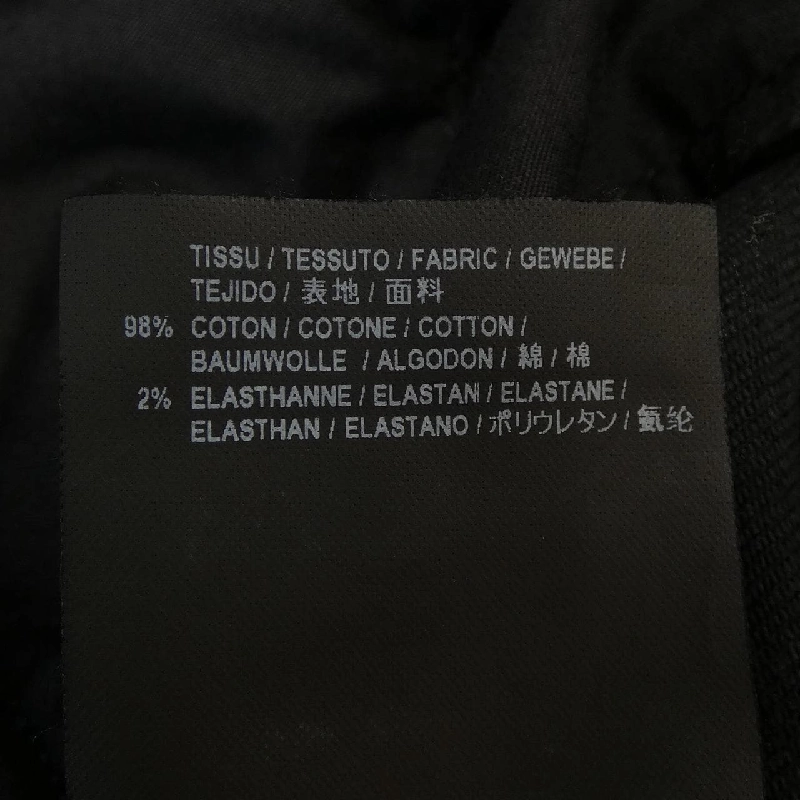 TISSU / TESSUTO / FABRIC / GEWEBE /
TEJIDO / 表地 / 面料
98% COTON / COTONE / COTTON /
BAUMWOLLE / ALGODON / 綿 / 棉
2% ELASTHANNE / ELASTAN / ELASTANE /
ELASTHAN / ELASTANO / ポリウレタン / 氨纶